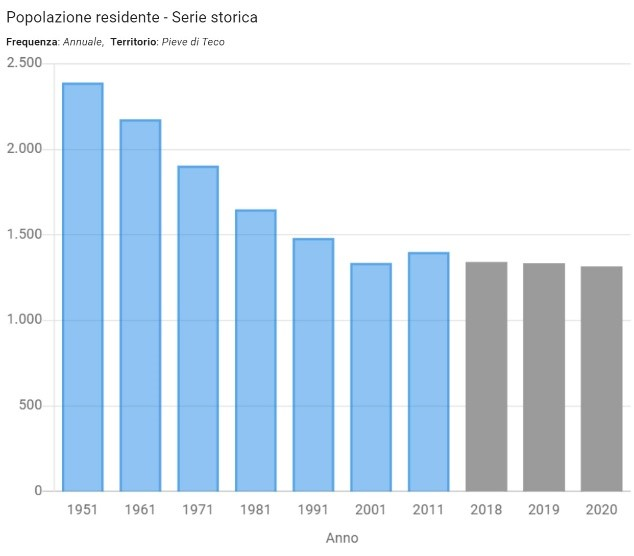 Popolazione residente - Serie storica
Frequenza: Annuale, Territorio: Pieve di Teco
2.500
2.000
1.500
1.000
500
0
1951 1961 1971 1981 1991 2001 2011 2018 2019 2020
Anno